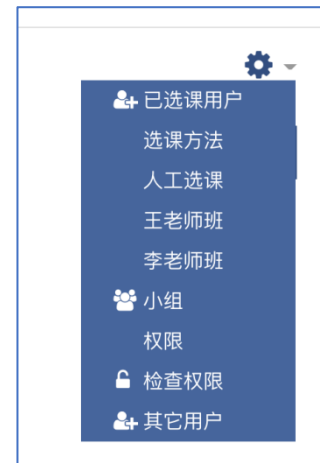 已选课用户
选课方法
人工选课
王老师班
李老师班
小组
权限
检查权限
其它用户